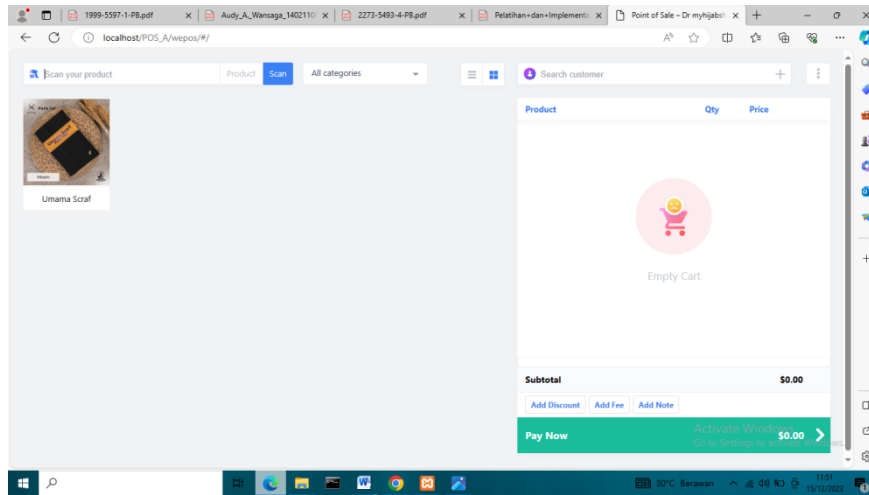 1999-5597-1-PB.pdf
Audy_A._Wansaga_1402110
2273-5493-4-PB.pdf
Pelatihan+dan+Implementa
Point of Sale – Dr myhijabsh
localhost/POS_A/wepos/#/
Scan your product
Product
Scan
All categories
Search customer
Product
Qty
Price
Umama Scraf
Empty Cart
Subtotal
$0.00
Add Discount
Add Fee
Add Note
Pay Now
$0.00
Activate Windows
Go to Settings to activate Windows.
30°C Berawan
11:51
15/12/2023